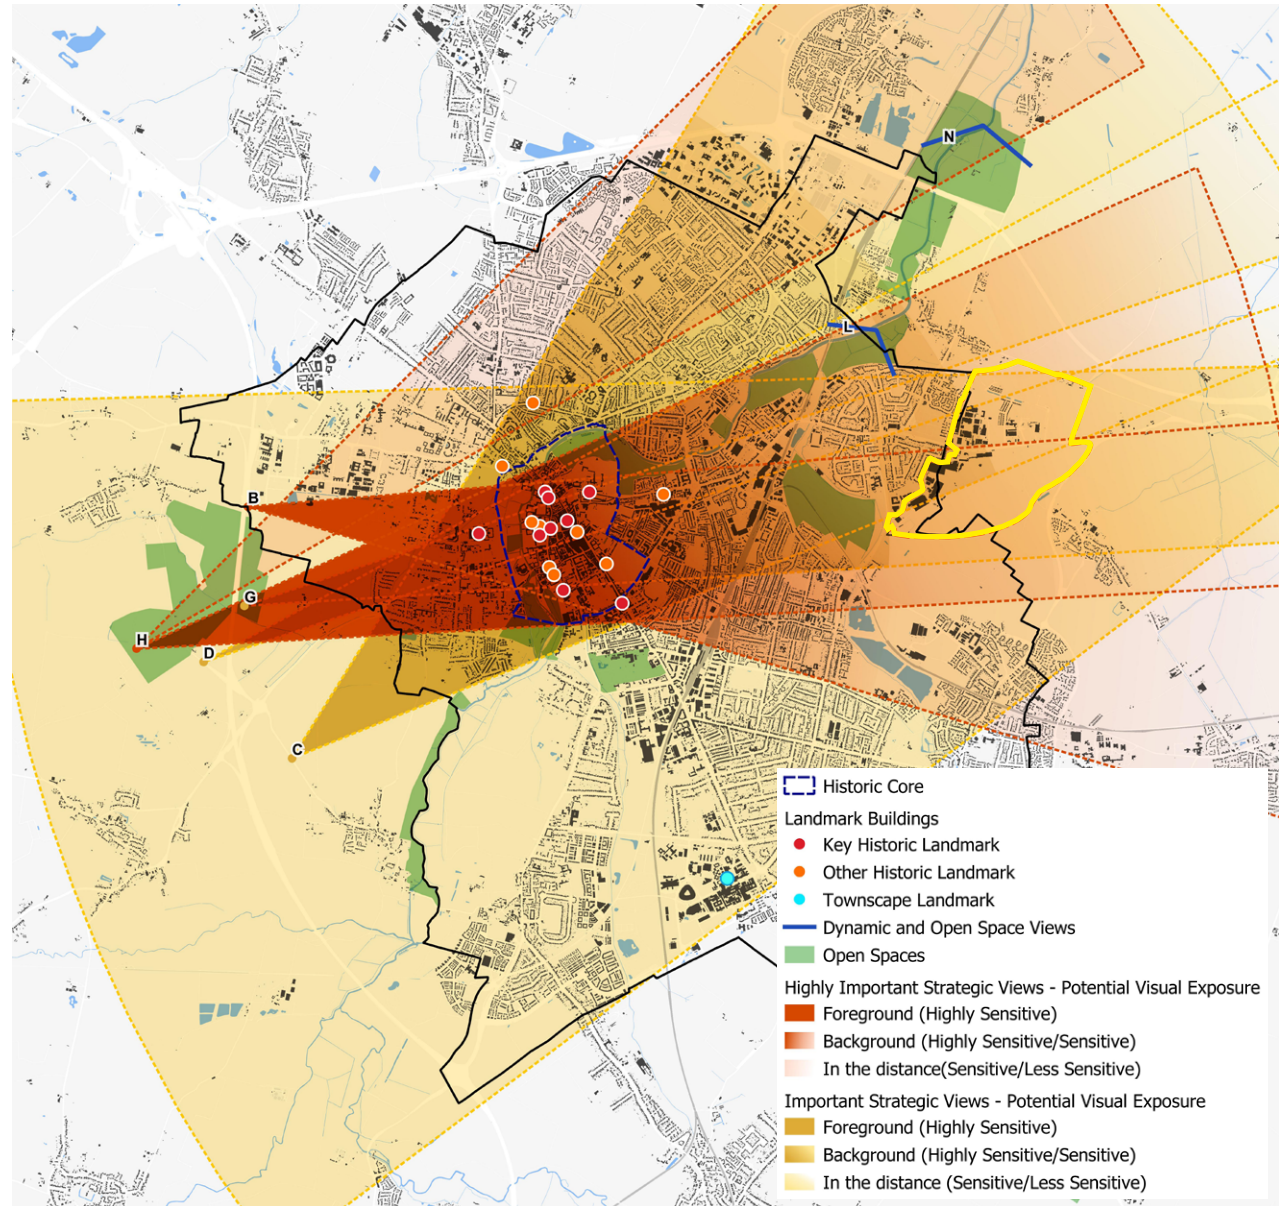 N
L
B
G
H
D
C
Historic Core
Landmark Buildings
Key Historic Landmark
Other Historic Landmark
Townscape Landmark
Dynamic and Open Space Views
Open Spaces
Highly Important Strategic Views - Potential Visual Exposure
Foreground (Highly Sensitive)
Background (Highly Sensitive/Sensitive)
In the distance(Sensitive/Less Sensitive)
Important Strategic Views - Potential Visual Exposure
Foreground (Highly Sensitive)
Background (Highly Sensitive/Sensitive)
In the distance (Sensitive/Less Sensitive)